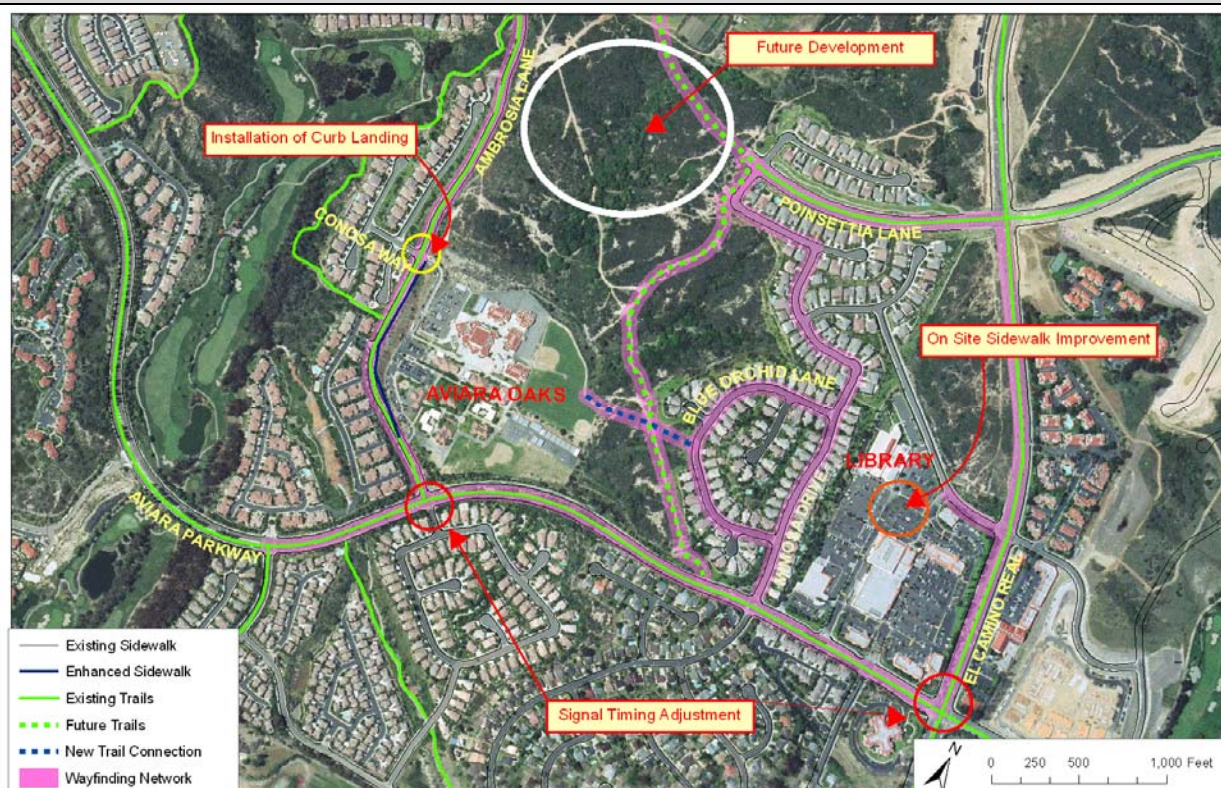 Future Development
Installation of Curb Landing
AMBROSIA LANE
CONOSA WAY
POINSETTIA LANE
On Site Sidewalk Improvement
BLUE ORCHID LANE
AVIARA OAKS
LIBRARY
AVIARA PARKWAY
AMNOVA DRIVE
EL CAMINO REAL
Signal Timing Adjustment
Existing Sidewalk
Enhanced Sidewalk
Existing Trails
Future Trails
New Trail Connection
Wayfinding Network
N
0 250 500 1,000 Feet